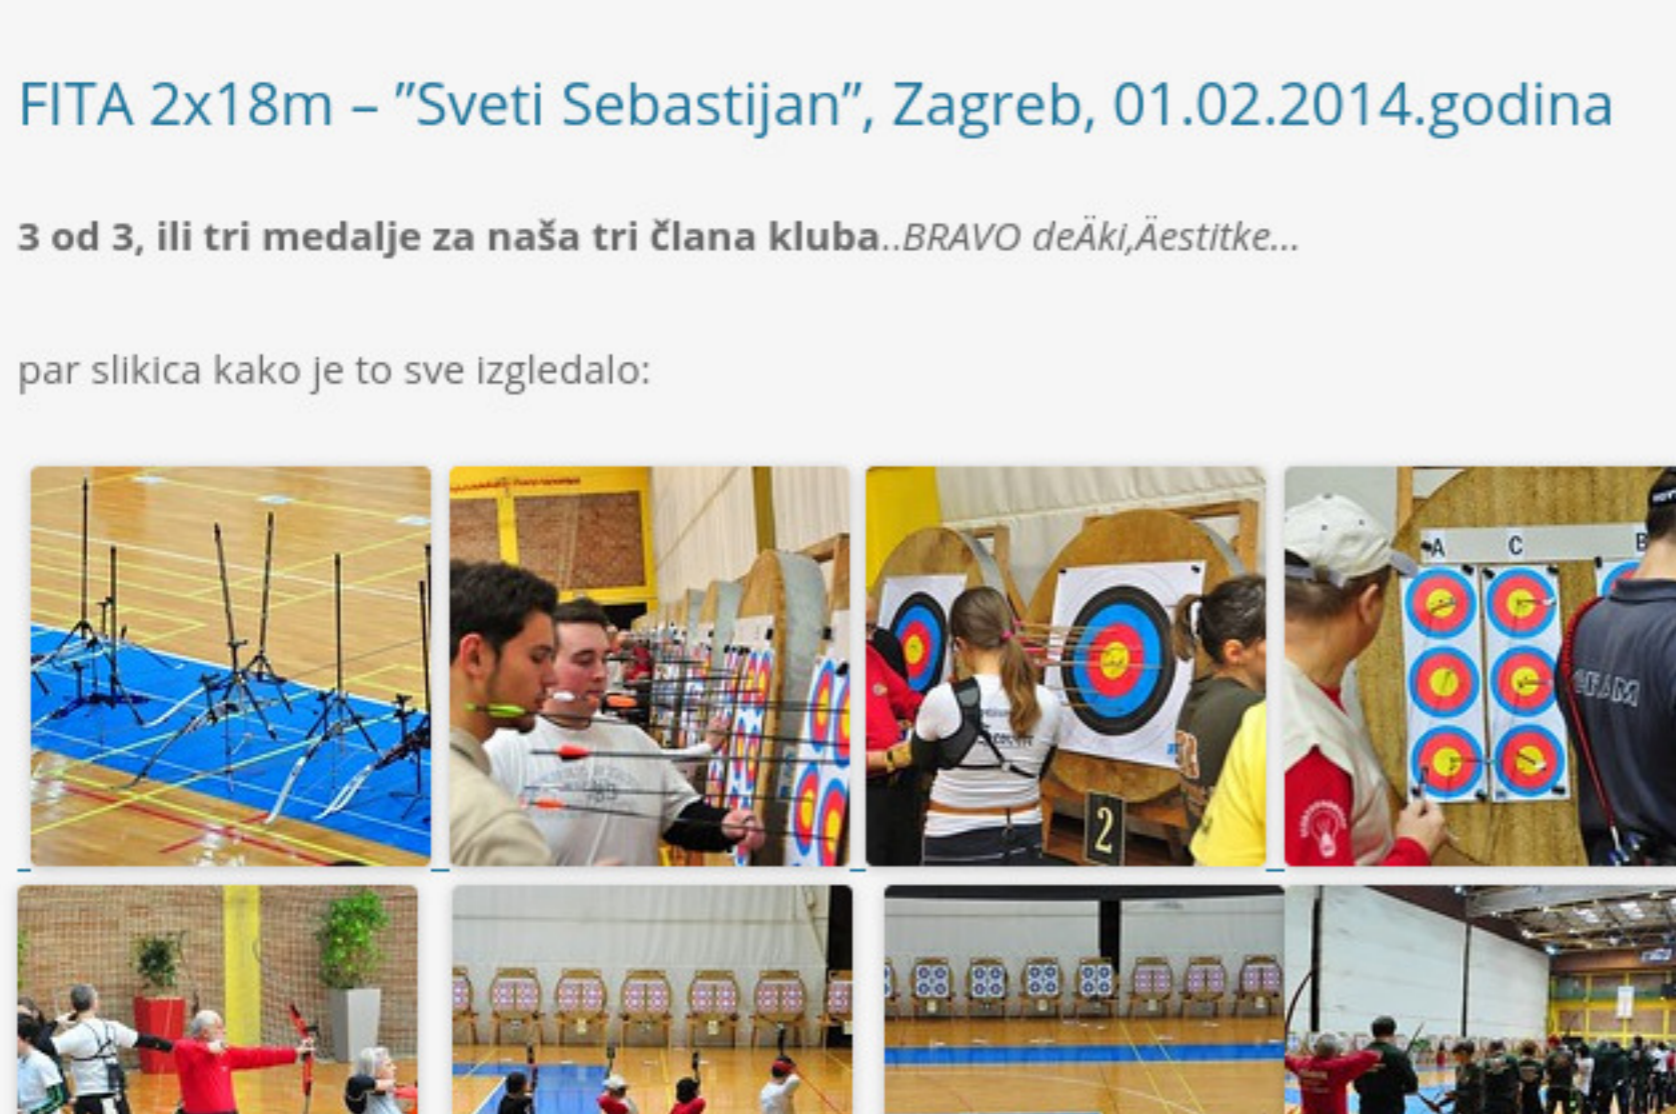 FITA 2x18m – ”Sveti Sebastijan”, Zagreb, 01.02.2014.godina
3 od 3, ili tri medalje za naša tri člana kluba..BRAVO deÄki,Äestitke...
par slikica kako je to sve izgledalo:
A C B
2